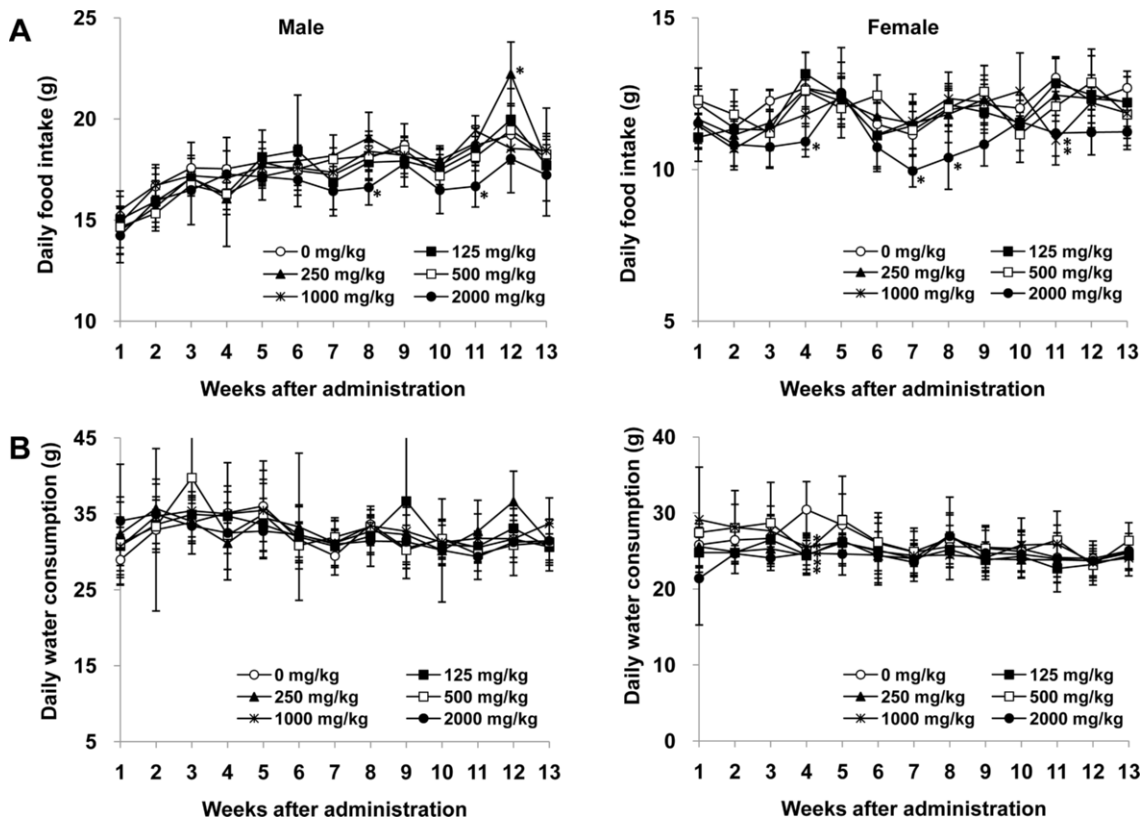 A
Male
Female
Daily food intake (g)
25
20
15
10
0 mg/kg 125 mg/kg
250 mg/kg 500 mg/kg
1000 mg/kg 2000 mg/kg
1 2 3 4 5 6 7 8 9 10 11 12 13
Weeks after administration
Daily food intake (g)
15
10
5
0 mg/kg 125 mg/kg
250 mg/kg 500 mg/kg
1000 mg/kg 2000 mg/kg
1 2 3 4 5 6 7 8 9 10 11 12 13
Weeks after administration
B
Daily water consumption (g)
45
35
25
15
5
0 mg/kg 125 mg/kg
250 mg/kg 500 mg/kg
1000 mg/kg 2000 mg/kg
1 2 3 4 5 6 7 8 9 10 11 12 13
Weeks after administration
Daily water consumption (g)
40
30
20
10
0
0 mg/kg 125 mg/kg
250 mg/kg 500 mg/kg
1000 mg/kg 2000 mg/kg
1 2 3 4 5 6 7 8 9 10 11 12 13
Weeks after administration